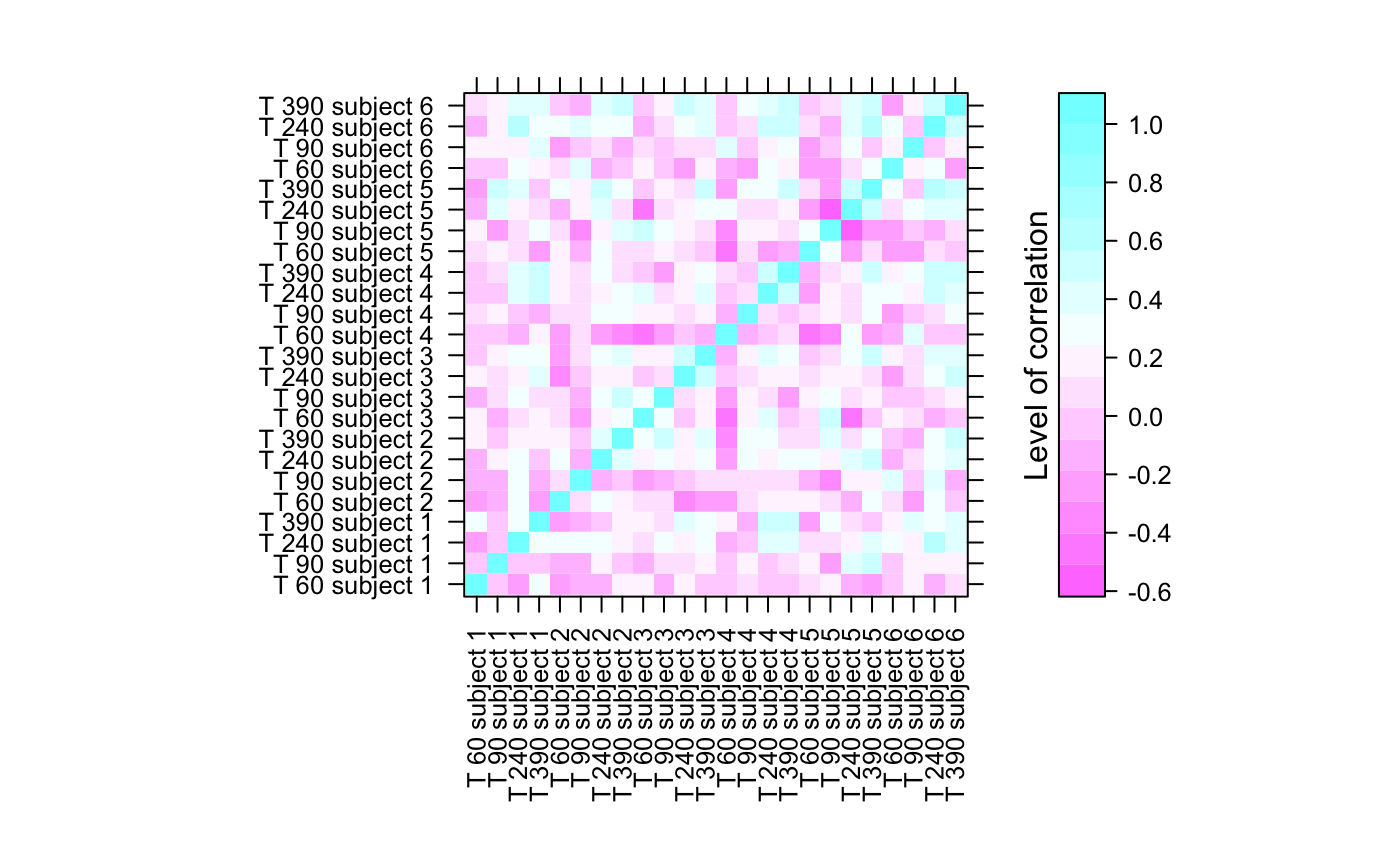 T 390 subject 6
T 240 subject 6
T 90 subject 6
T 60 subject 6
T 390 subject 5
T 240 subject 5
T 90 subject 5
T 60 subject 5
T 390 subject 4
T 240 subject 4
T 90 subject 4
T 60 subject 4
T 390 subject 3
T 240 subject 3
T 90 subject 3
T 60 subject 3
T 390 subject 2
T 240 subject 2
T 90 subject 2
T 60 subject 2
T 390 subject 1
T 240 subject 1
T 90 subject 1
T 60 subject 1
T 60 subject 1
T 90 subject 1
T 240 subject 1
T 390 subject 1
T 60 subject 2
T 90 subject 2
T 240 subject 2
T 390 subject 2
T 60 subject 3
T 90 subject 3
T 240 subject 3
T 390 subject 3
T 60 subject 4
T 90 subject 4
T 240 subject 4
T 390 subject 4
T 60 subject 5
T 90 subject 5
T 240 subject 5
T 390 subject 5
T 60 subject 6
T 90 subject 6
T 240 subject 6
T 390 subject 6
Level of correlation
1.0
0.8
0.6
0.4
0.2
0.0
-0.2
-0.4
-0.6